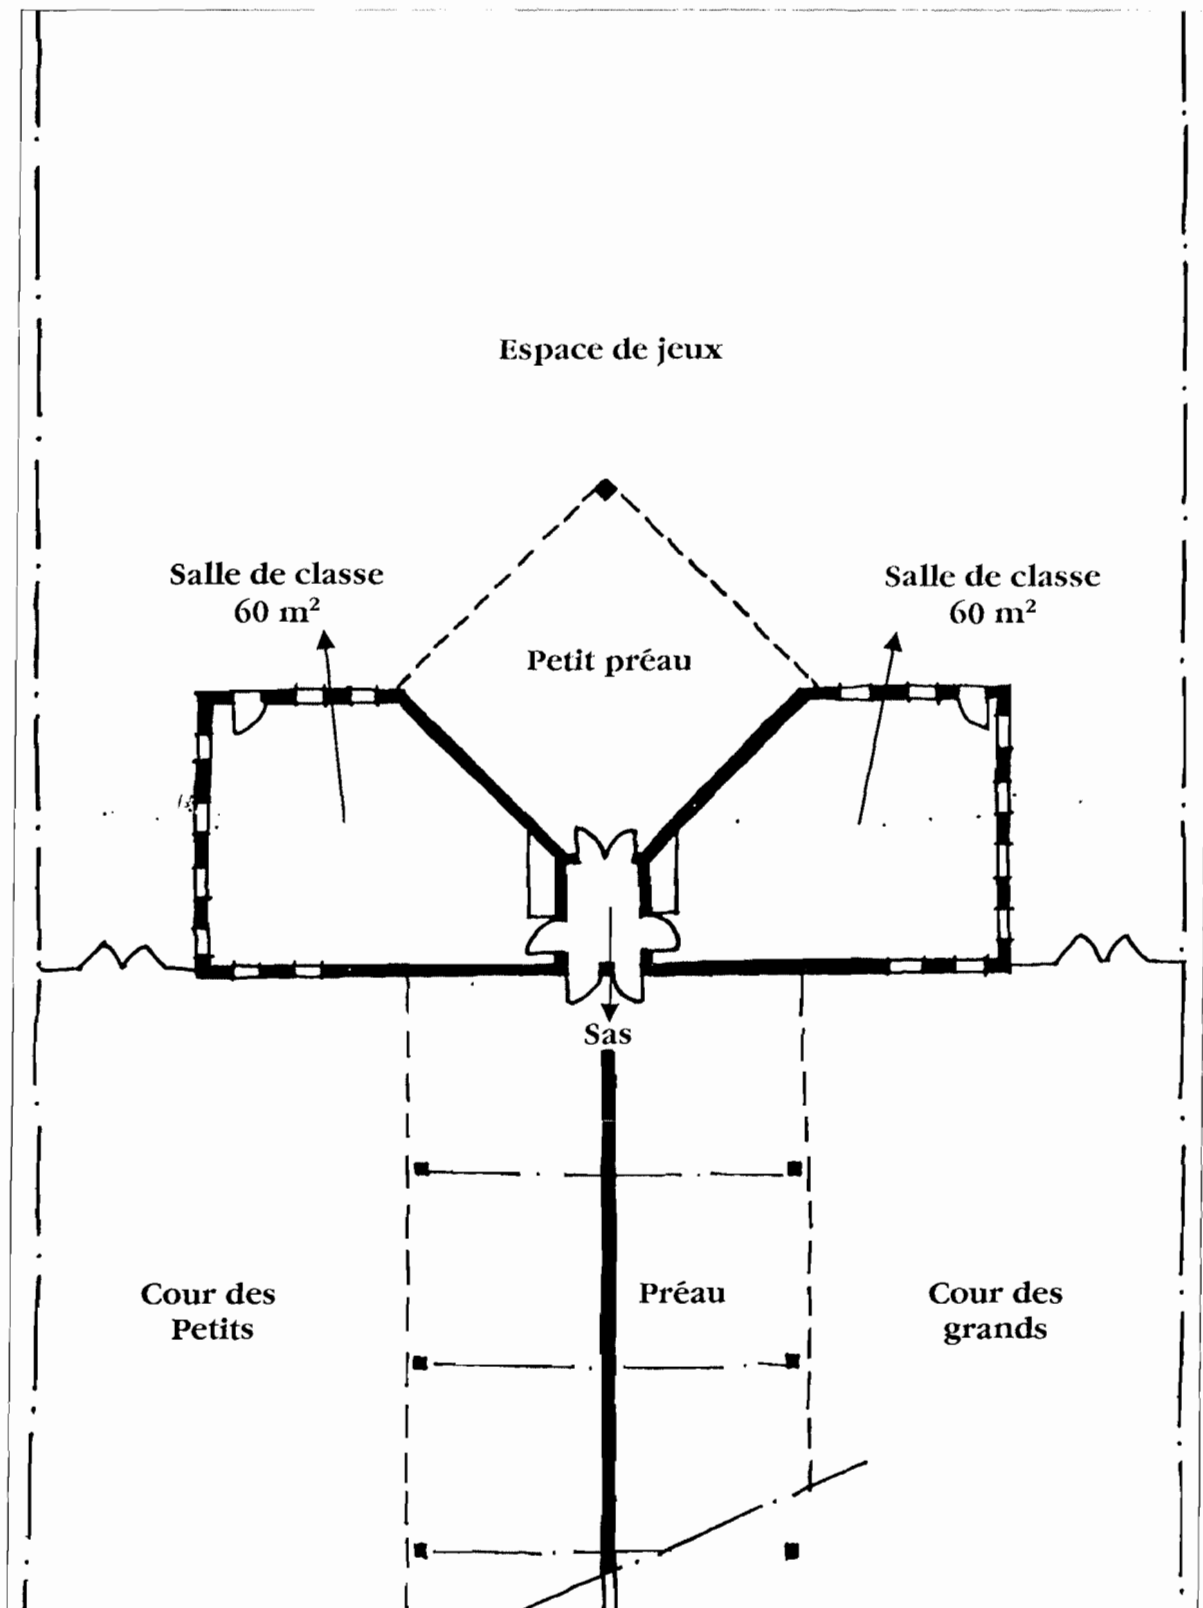 Espace de jeux
Salle de classe
60 m²
Salle de classe
60 m²
Petit préau
Sas
Cour des
Petits
Préau
Cour des
grands